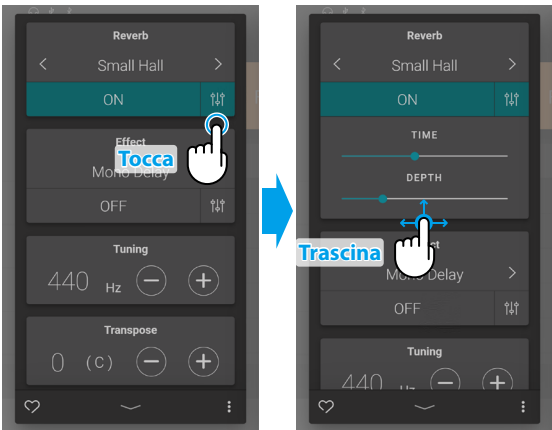 Reverb
Small Hall
ON
Effect
Tocca
Mono Delay
OFF
Tuning
440 Hz
Transpose
0 (C)
Reverb
Small Hall
ON
TIME
DEPTH
Trascina
Mono Delay
OFF
Tuning
440 Hz